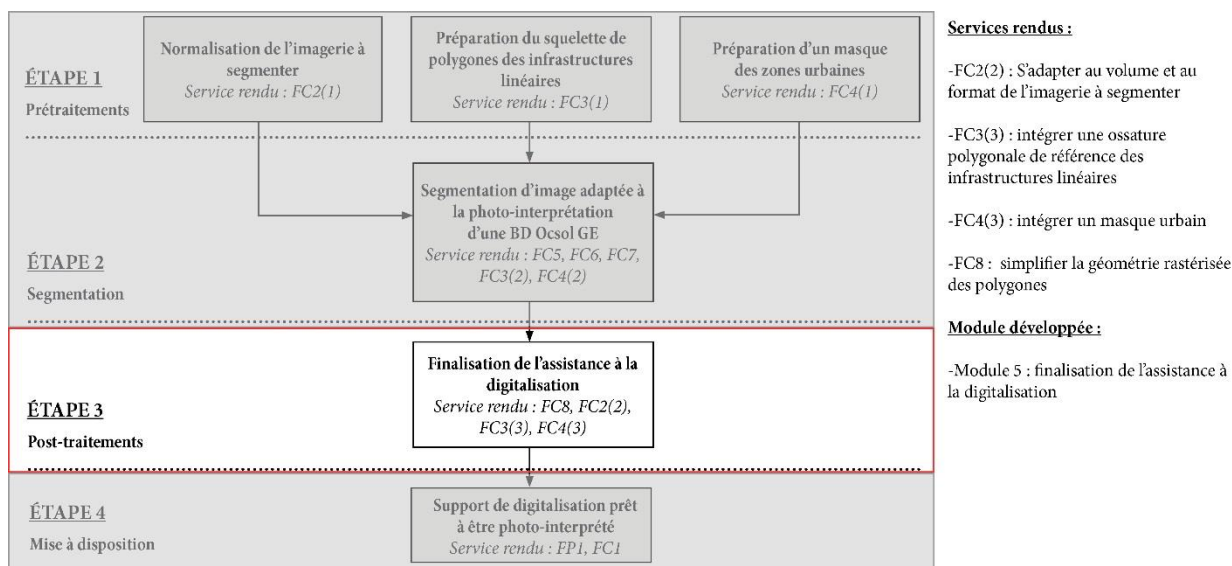 ÉTAPE 1
Prétraitements
Normalisation de l'imagerie à
segmenter
Service rendu : FC2(1)
Préparation du squelette de
polygones des infrastructures
linéaires
Service rendu : FC3(1)
Préparation d'un masque
des zones urbaines
Service rendu : FC4(1)
ÉTAPE 2
Segmentation
Segmentation d'image adaptée à
la photo-interprétation
d'une BD Ocsol GE
Service rendu : FC5, FC6, FC7,
FC3(2), FC4(2)
ÉTAPE 3
Post-traitements
Finalisation de l'assistance à la
digitalisation
Service rendu : FC8, FC2(2),
FC3(3), FC4(3)
ÉTAPE 4
Mise à disposition
Support de digitalisation prêt
à être photo-interprété
Service rendu : FP1, FC1
Services rendus :
-FC2(2) : S'adapter au volume et au
format de l'imagerie à segmenter
-FC3(3) : intégrer une ossature
polygonale de référence des
infrastructures linéaires
-FC4(3) : intégrer un masque urbain
-FC8 : simplifier la géométrie rastérisée
des polygones
Module développée :
-Module 5 : finalisation de l'assistance à
la digitalisation